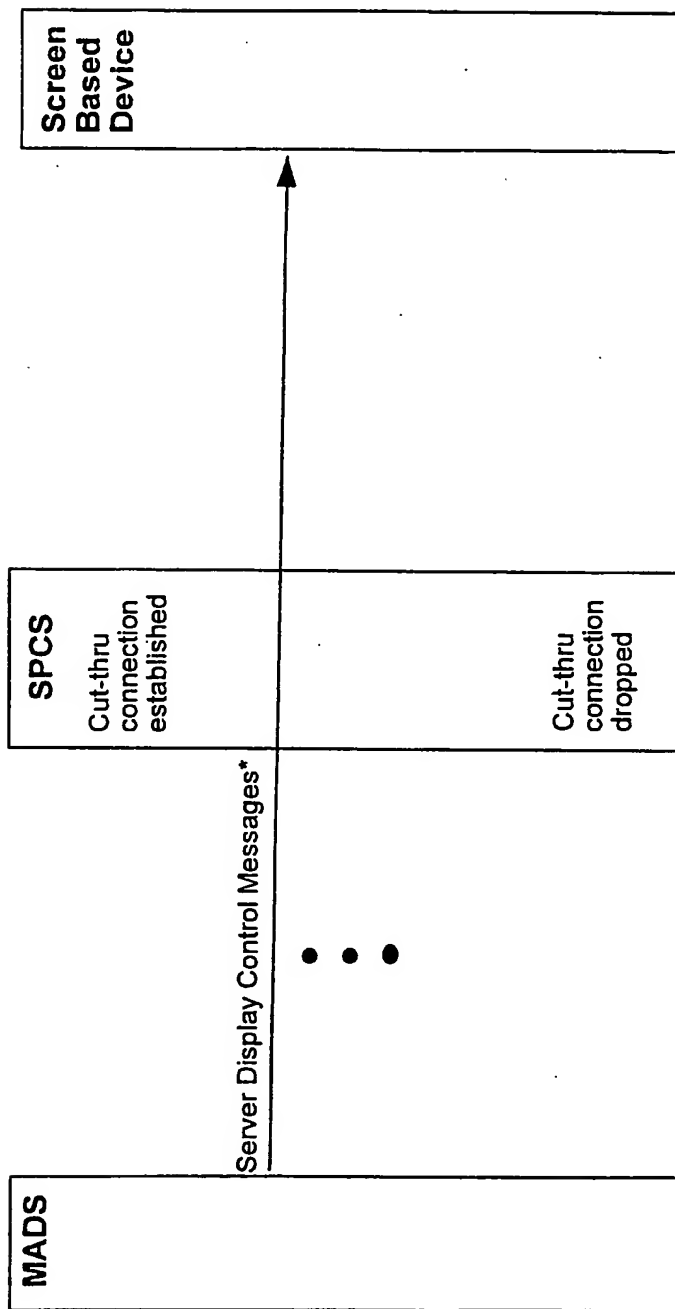 MADS
Server Display Control Messages*
SPCS
Cut-thru
connection
established
Cut-thru
connection
dropped
Screen
Based
Device